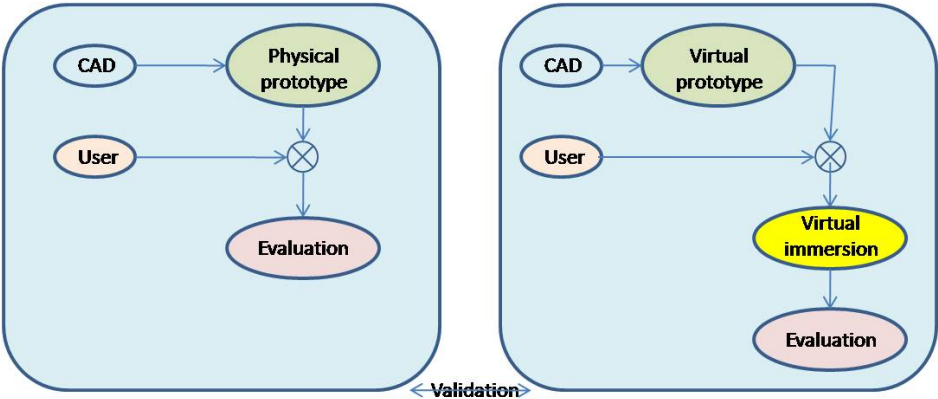 CAD
Physical
prototype
User
Evaluation
CAD
Virtual
prototype
User
Virtual
immersion
Evaluation
Validation